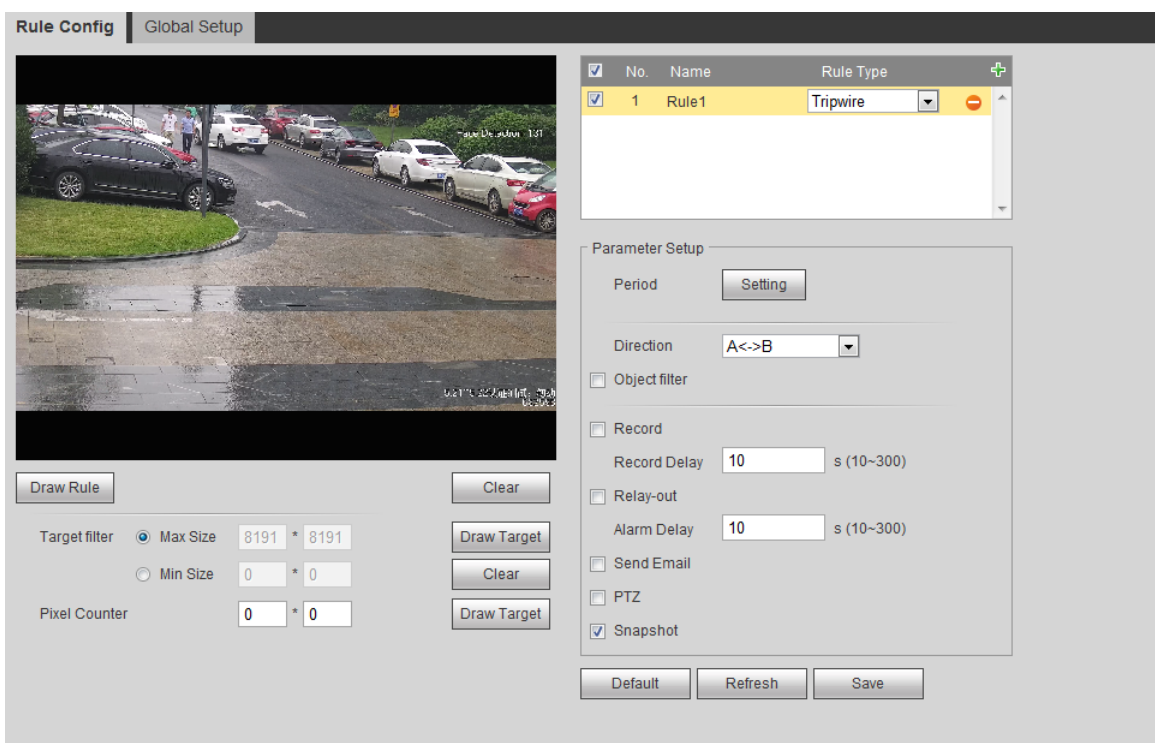 Rule Config Global Setup
No. Name Rule Type
1 Rule1 Tripwire
Parameter Setup
Period Setting
Direction A<->B
Object filter
Record
Record Delay 10 s (10~300)
Relay-out
Alarm Delay 10 s (10~300)
Send Email
PTZ
Snapshot
Default Refresh Save
Draw Rule Clear
Target filter Max Size 8191 * 8191 Draw Target
Min Size 0 * 0 Clear
Pixel Counter 0 * 0 Draw Target